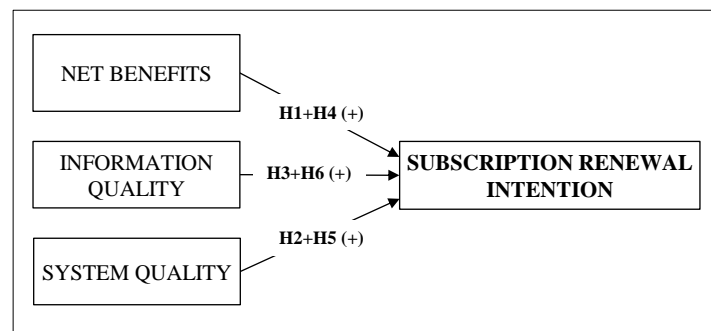 NET BENEFITS
H1+H4 (+)
INFORMATION
QUALITY
H3+H6 (+)
SUBSCRIPTION RENEWAL
INTENTION
H2+H5 (+)
SYSTEM QUALITY